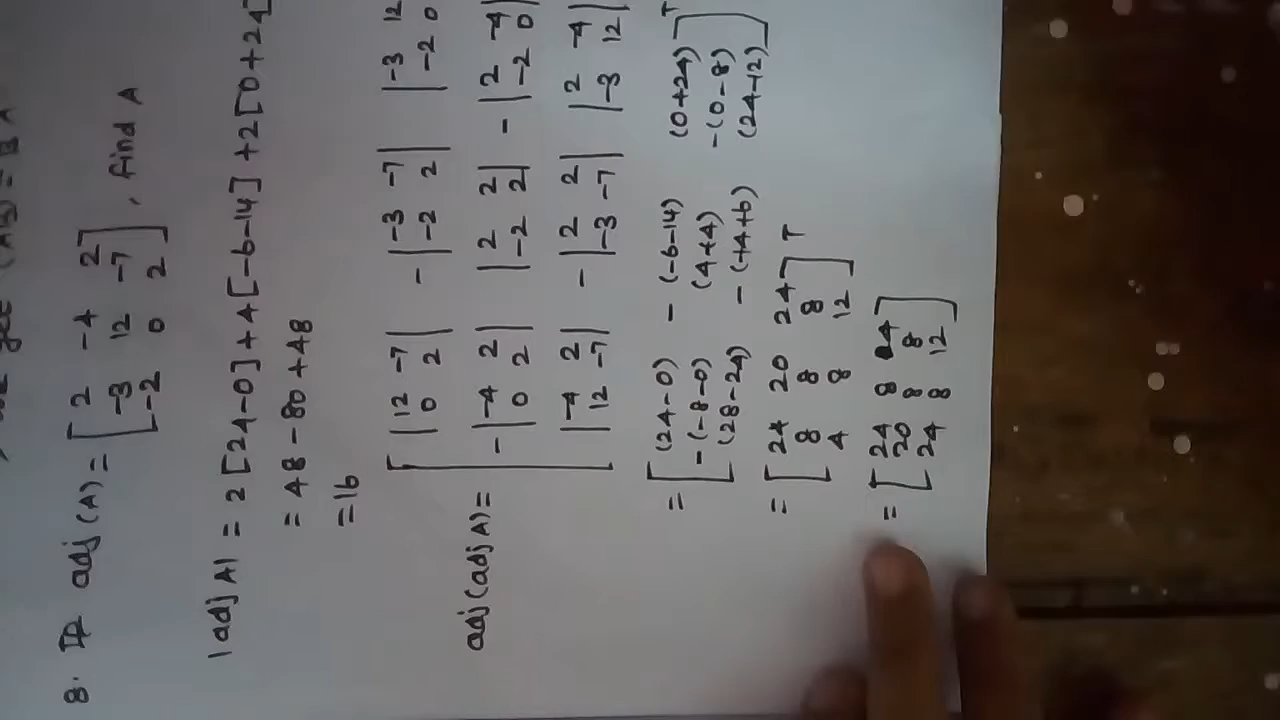 8. If adj(A) = [2 -4 2
-3 12 -7
-2 0 2], find A
|adj A| = 2[24-0]+4[-6-14]+2[0+24]
= 48-80+48
=16
adj(adj A)= [|12 -7 / 0 2| -|-3 -7 / -2 2| |-3 12 / -2 0|
-|-4 2 / 0 2| |2 2 / -2 2| -|2 -4 / -2 0|
|-4 2 / 12 -7| -|2 2 / -3 -7| |2 -4 / -3 12|
= [(24-0) -(-6-14) (0+24)
-(-8-0) (4+4) -(0-8)
(28-24) -(-14+6) (24-12)]T
= [24 20 24
8 8 8
4 8 12]T
= [24 8 4
20 8 8
24 8 12]